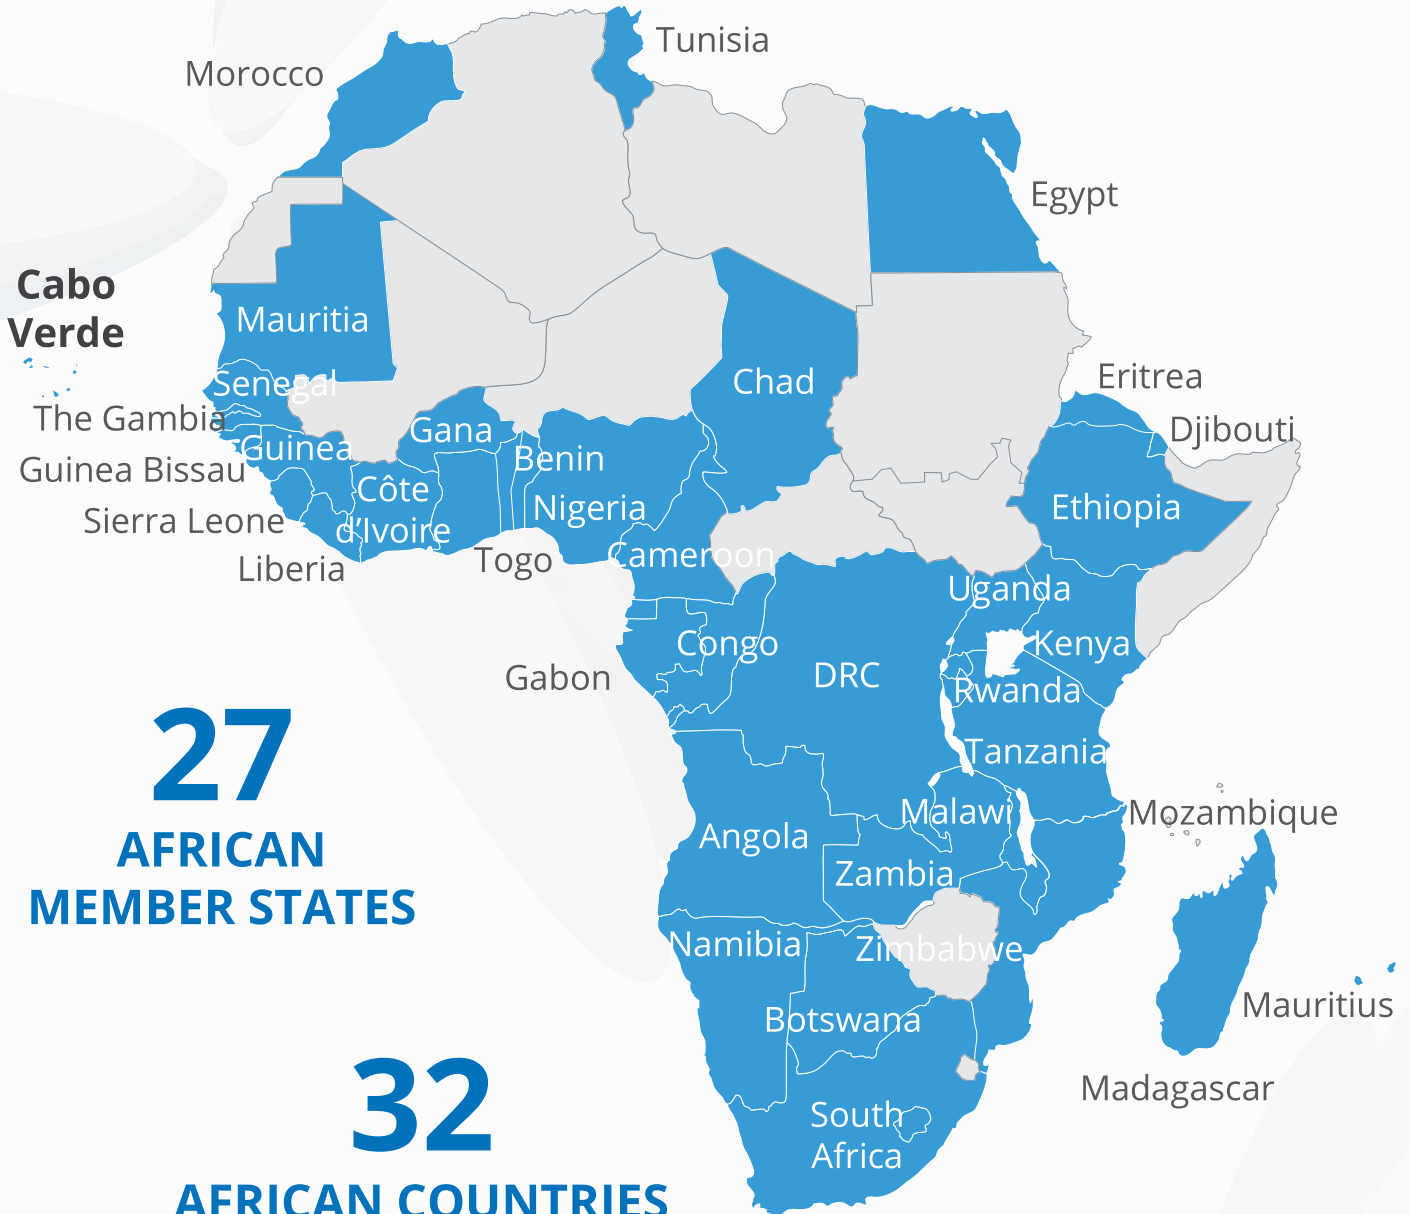 Tunisia
Morocco
Egypt
Cabo
Verde
Mauritia
Eritrea
Senegal
Chad
The Gambia
Gana
Djibouti
Guinea
Benin
Guinea Bissau
Côte
d’Ivoire
Nigeria
Ethiopia
Sierra Leone
Togo
Cameroon
Liberia
Uganda
Congo
Kenya
Gabon
DRC
Rwanda
27
AFRICAN
MEMBER STATES
Tanzania
Malawi
Mozambique
Angola
Zambia
Namibia
Zimbabwe
Mauritius
Botswana
Madagascar
South
Africa
32
AFRICAN COUNTRIES